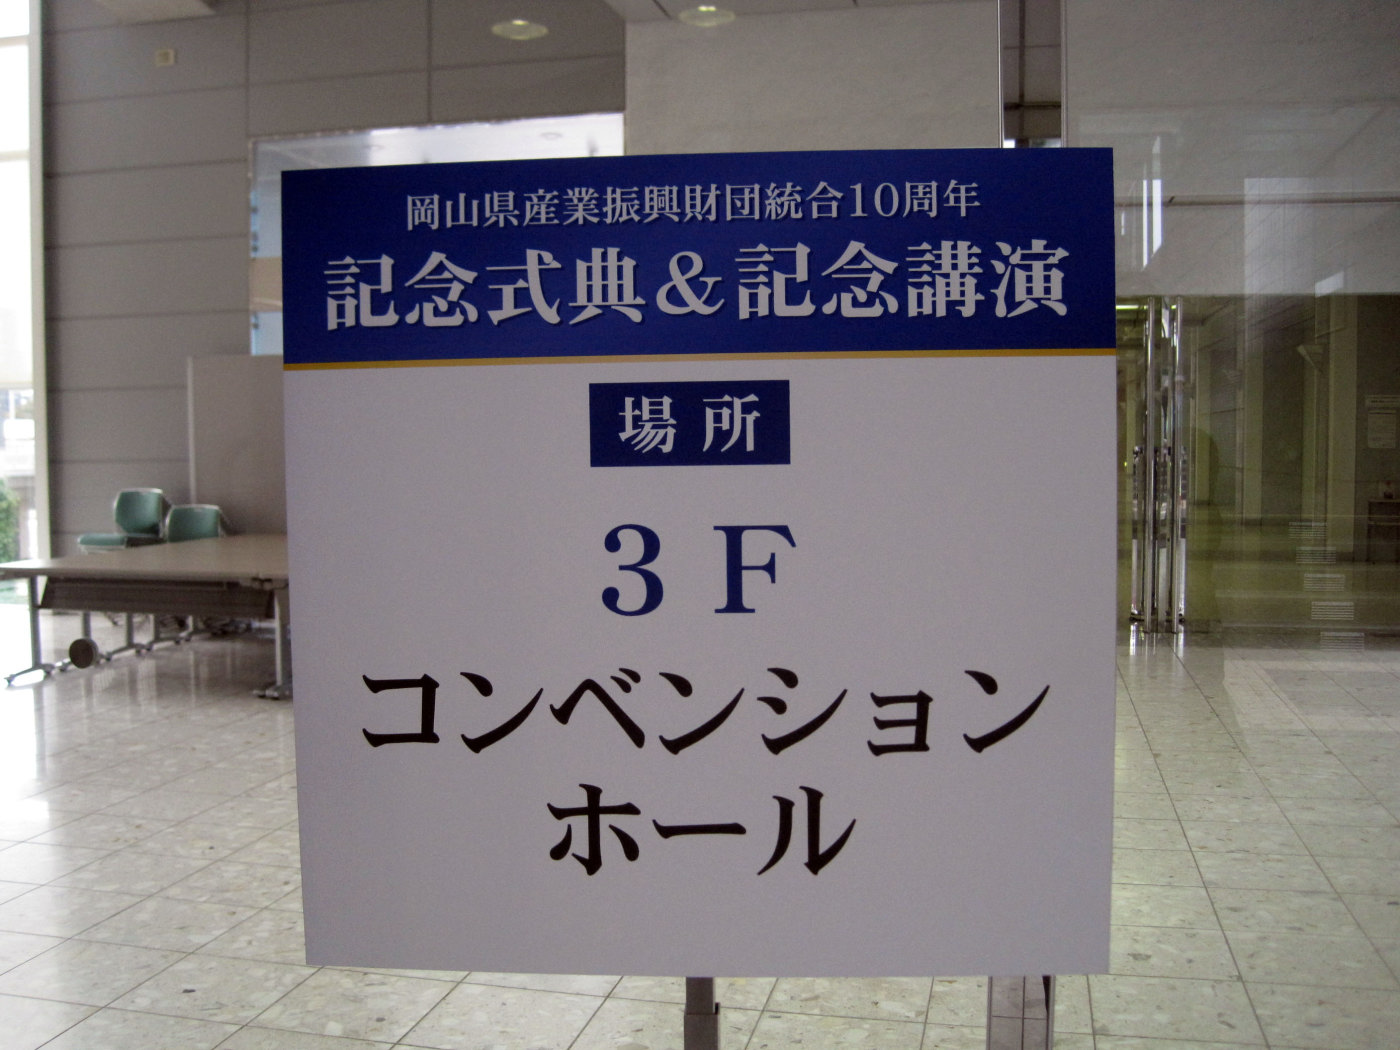 岡山県産業振興財団統合10周年
記念式典&記念講演
場所
3F
コンベンション
ホール